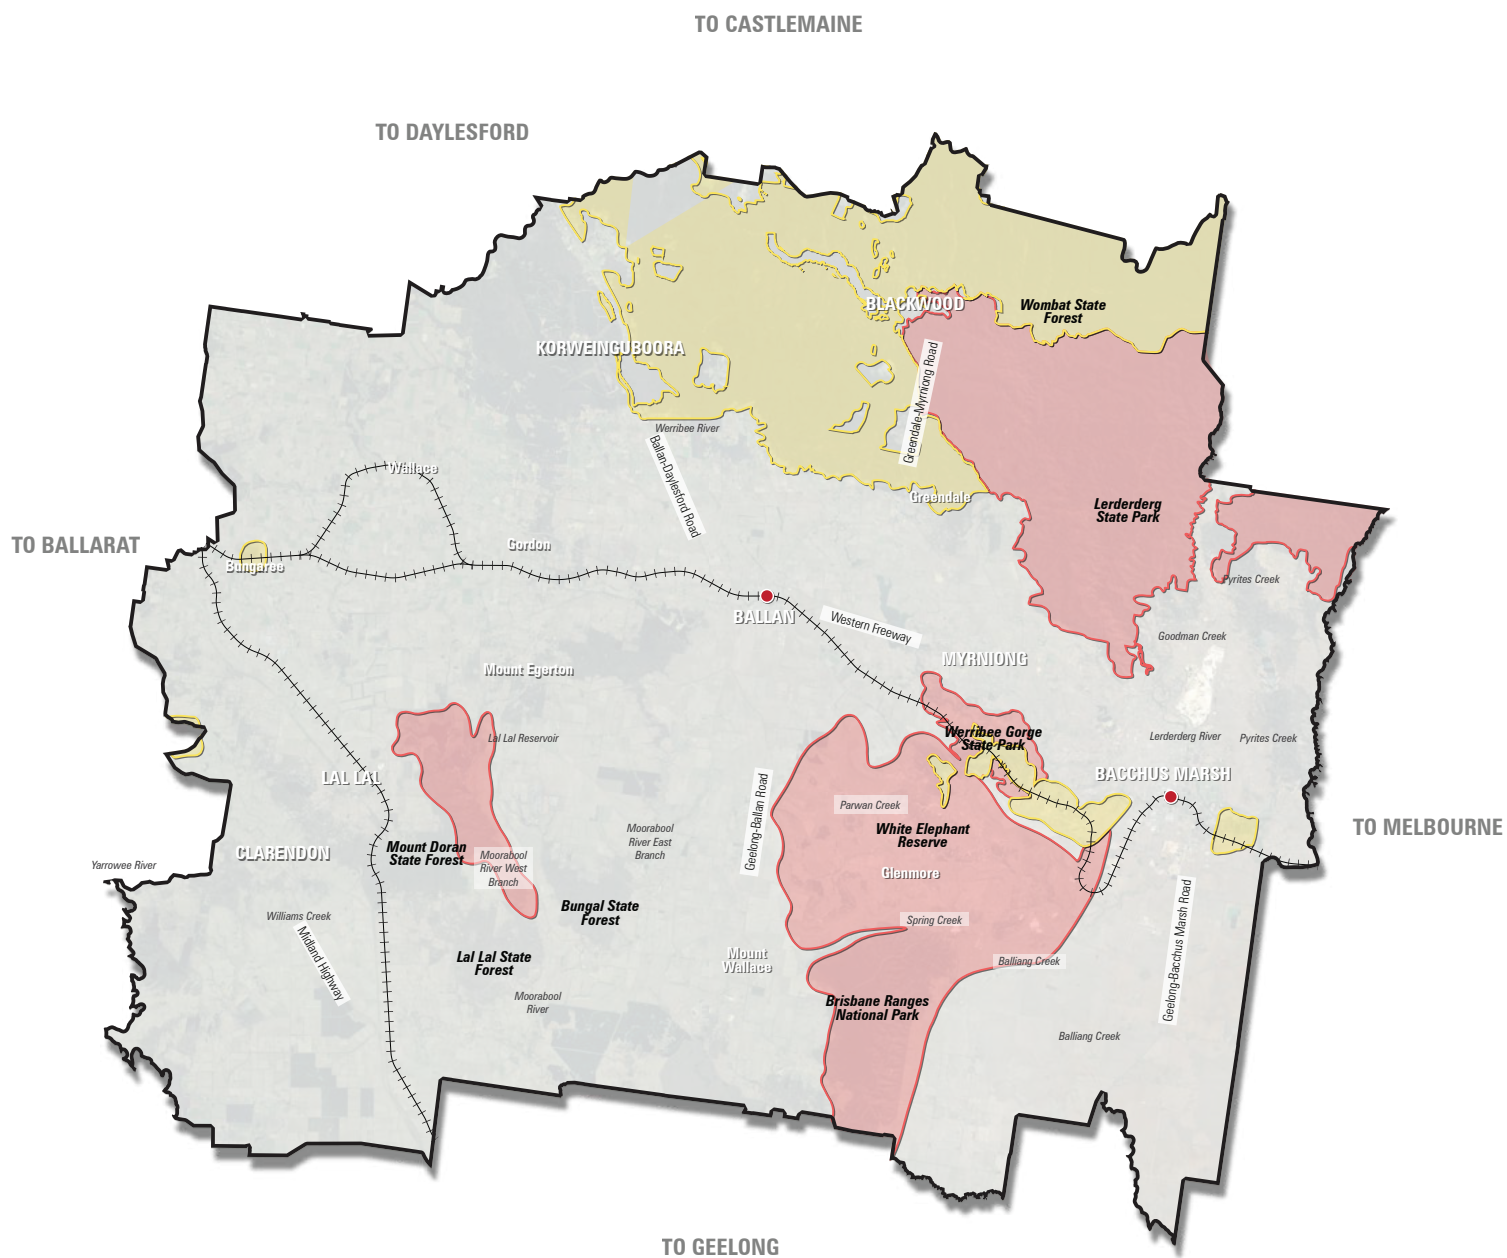 TO CASTLEMAINE
TO DAYLESFORD
BLACKWOOD
Wombat State
Forest
KORWEINGUBOORA
Greendale-Myrniong Road
Werribee River
Ballan-Daylesford Road
Wallace
Greendale
Lerderderg
State Park
TO BALLARAT
Gordon
Bungaree
Pyrites Creek
BALLAN
Western Freeway
Goodman Creek
MYRNIONG
Mount Egerton
Lal Lal Reservoir
Werribee Gorge
State Park
Lerderderg River
Pyrites Creek
LAL LAL
BACCHUS MARSH
Geelong-Ballan Road
Parwan Creek
TO MELBOURNE
White Elephant
Reserve
Moorabool
River East
Branch
CLARENDON
Mount Doran
State Forest
Moorabool
River West
Branch
Yarrowee River
Glenmore
Williams Creek
Bungal State
Forest
Spring Creek
Geelong-Bacchus Marsh Road
Midland Highway
Lal Lal State
Forest
Mount
Wallace
Balliang Creek
Moorabool
River
Brisbane Ranges
National Park
Balliang Creek
TO GEELONG